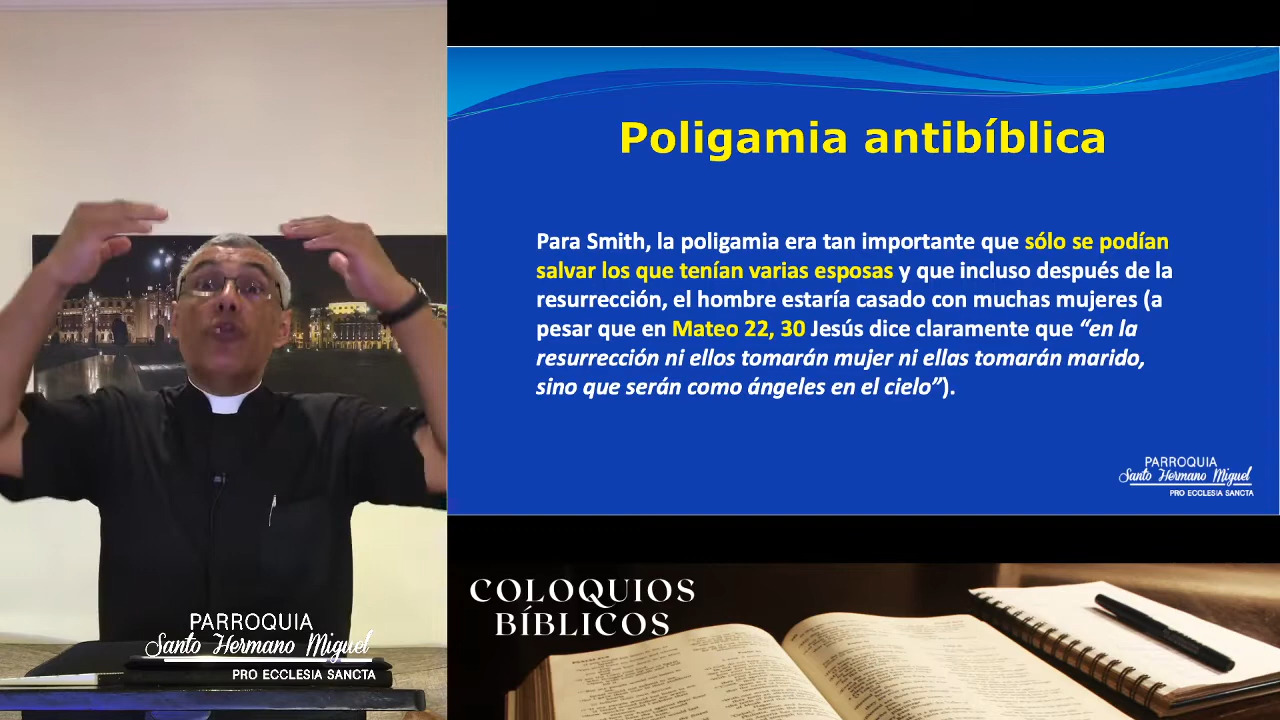 Poligamia antibíblica
Para Smith, la poligamia era tan importante que sólo se podían
salvar los que tenían varias esposas y que incluso después de la
resurrección, el hombre estaría casado con muchas mujeres (a
pesar que en Mateo 22, 30 Jesús dice claramente que “en la
resurrección ni ellos tomarán mujer ni ellas tomarán marido,
sino que serán como ángeles en el cielo”).
PARROQUIA
Santo Hermano Miguel
PRO ECCLESIA SANCTA
COLOQUIOS
BÍBLICOS
PARROQUIA
Santo Hermano Miguel
PRO ECCLESIA SANCTA